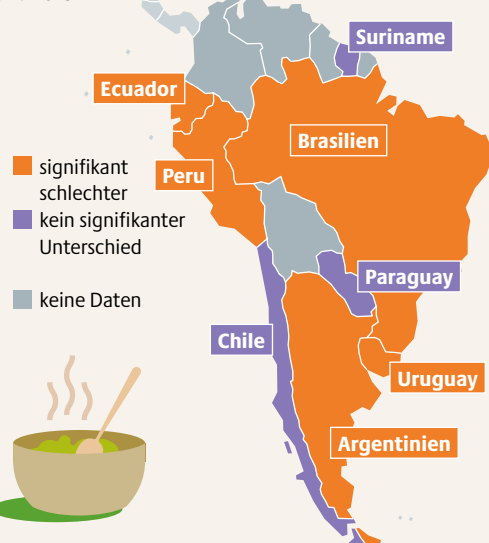 Suriname
Ecuador
Brasilien
signifikant
schlechter
Peru
kein signifikanter
Unterschied
Paraguay
keine Daten
Chile
Uruguay
Argentinien